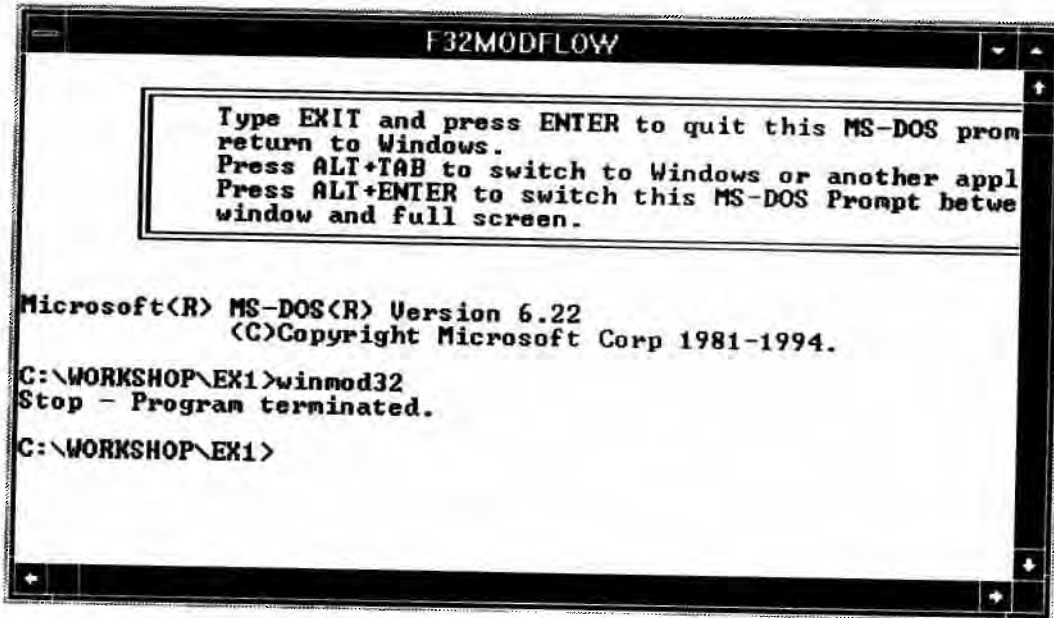 F32MODFLOW
Type EXIT and press ENTER to quit this MS-DOS prom
return to Windows.
Press ALT+TAB to switch to Windows or another appl
Press ALT+ENTER to switch this MS-DOS Prompt betwe
window and full screen.
Microsoft(R) MS-DOS(R) Version 6.22
(C)Copyright Microsoft Corp 1981-1994.
C:\WORKSHOP\EX1>winmod32
Stop - Program terminated.
C:\WORKSHOP\EX1>